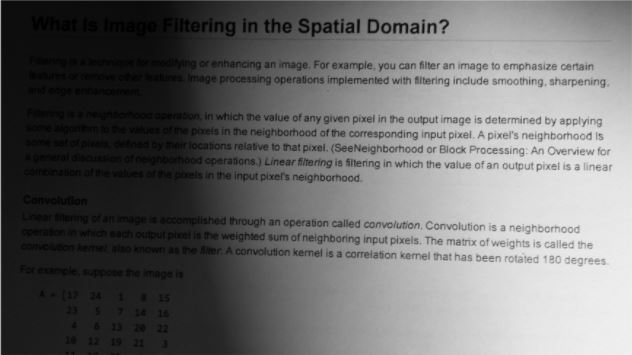 What Is Image Filtering in the Spatial Domain?
Filtering is a technique for modifying or enhancing an image. For example, you can filter an image to emphasize certain
features or remove other features. Image processing operations implemented with filtering include smoothing, sharpening,
and edge enhancement.
Filtering is a neighborhood operation, in which the value of any given pixel in the output image is determined by applying
some algorithm to the values of the pixels in the neighborhood of the corresponding input pixel. A pixel's neighborhood is
some set of pixels, defined by their locations relative to that pixel. (SeeNeighborhood or Block Processing: An Overview for
a general discussion of neighborhood operations.) Linear filtering is filtering in which the value of an output pixel is a linear
combination of the values of the pixels in the input pixel's neighborhood.
Convolution
Linear filtering of an image is accomplished through an operation called convolution. Convolution is a neighborhood
operation in which each output pixel is the weighted sum of neighboring input pixels. The matrix of weights is called the
convolution kernel, also known as the filter. A convolution kernel is a correlation kernel that has been rotated 180 degrees.
For example, suppose the image is
A = [17 24 1 8 15
23 5 7 14 16
4 6 13 20 22
10 12 19 21 3